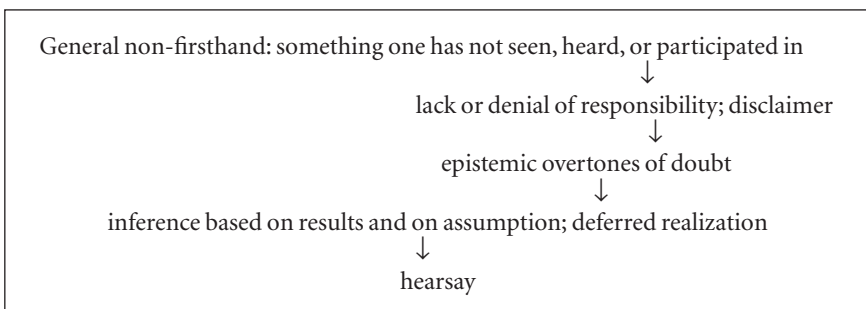 General non-firsthand: something one has not seen, heard, or participated in
↓
lack or denial of responsibility; disclaimer
↓
epistemic overtones of doubt
↓
inference based on results and on assumption; deferred realization
↓
hearsay